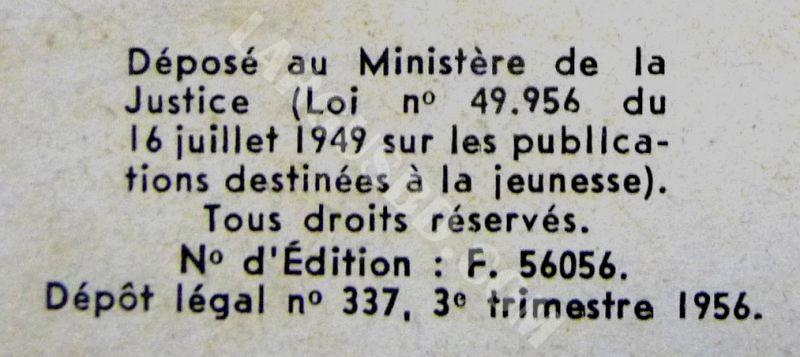 Déposé au Ministère de la
Justice (Loi nº 49.956 du
16 juillet 1949 sur les publica-
tions destinées à la jeunesse).
Tous droits réservés.
Nº d'Édition : F. 56056.
Dépôt légal nº 337, 3e trimestre 1956.